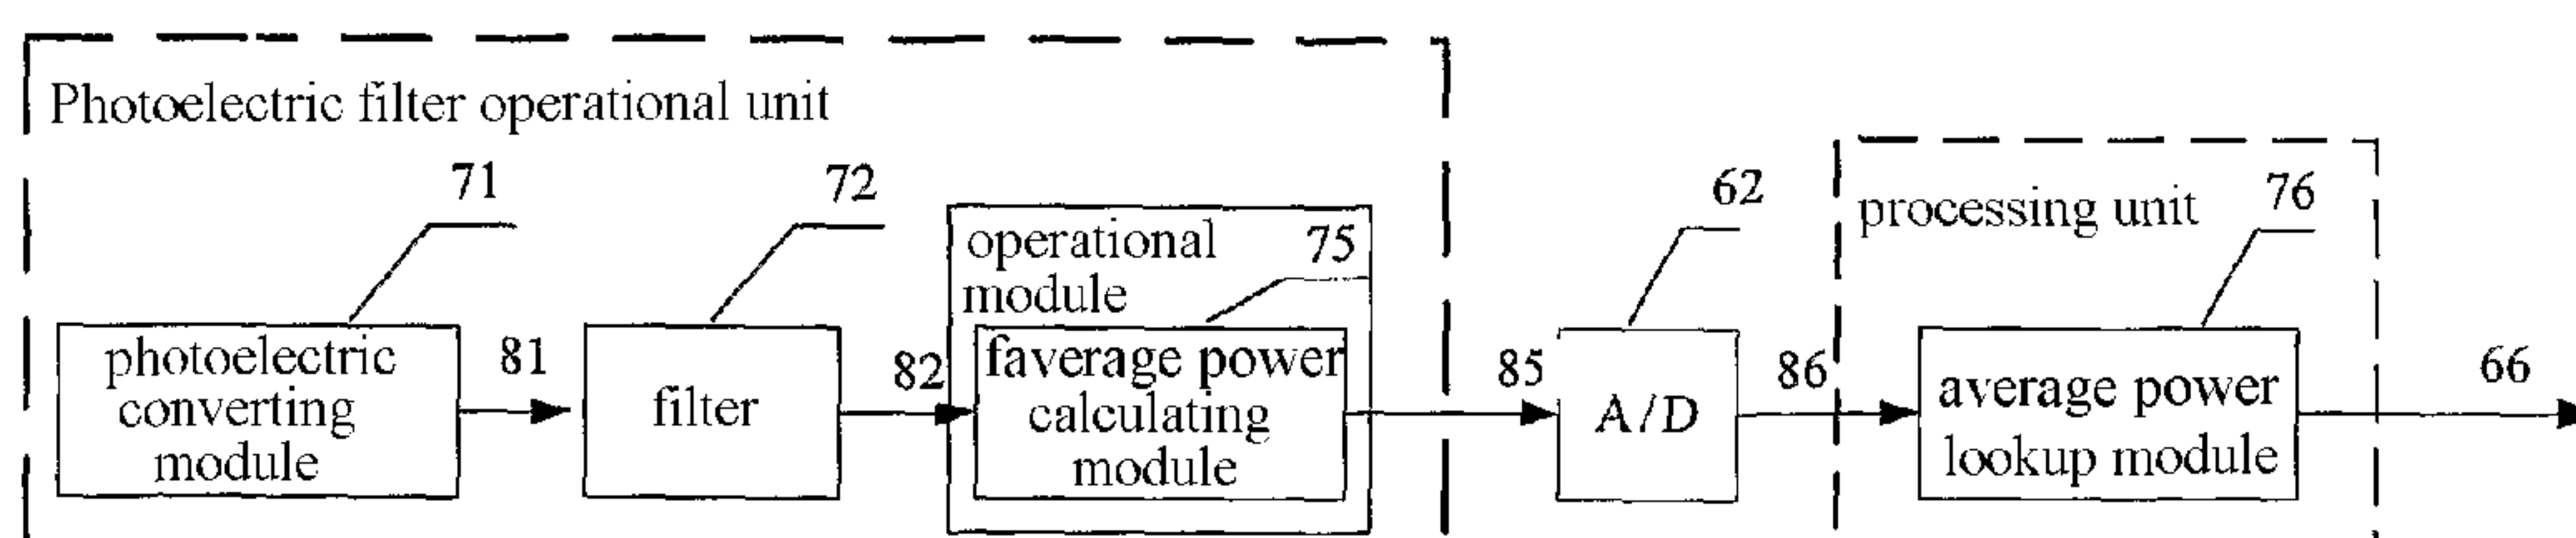 Photoelectric filter operational unit
71
72
62
processing unit
76
operational
module
75
photoelectric
converting
module
81
filter
82
faverage power
calculating
module
85
A/D
86
average power
lookup module
66